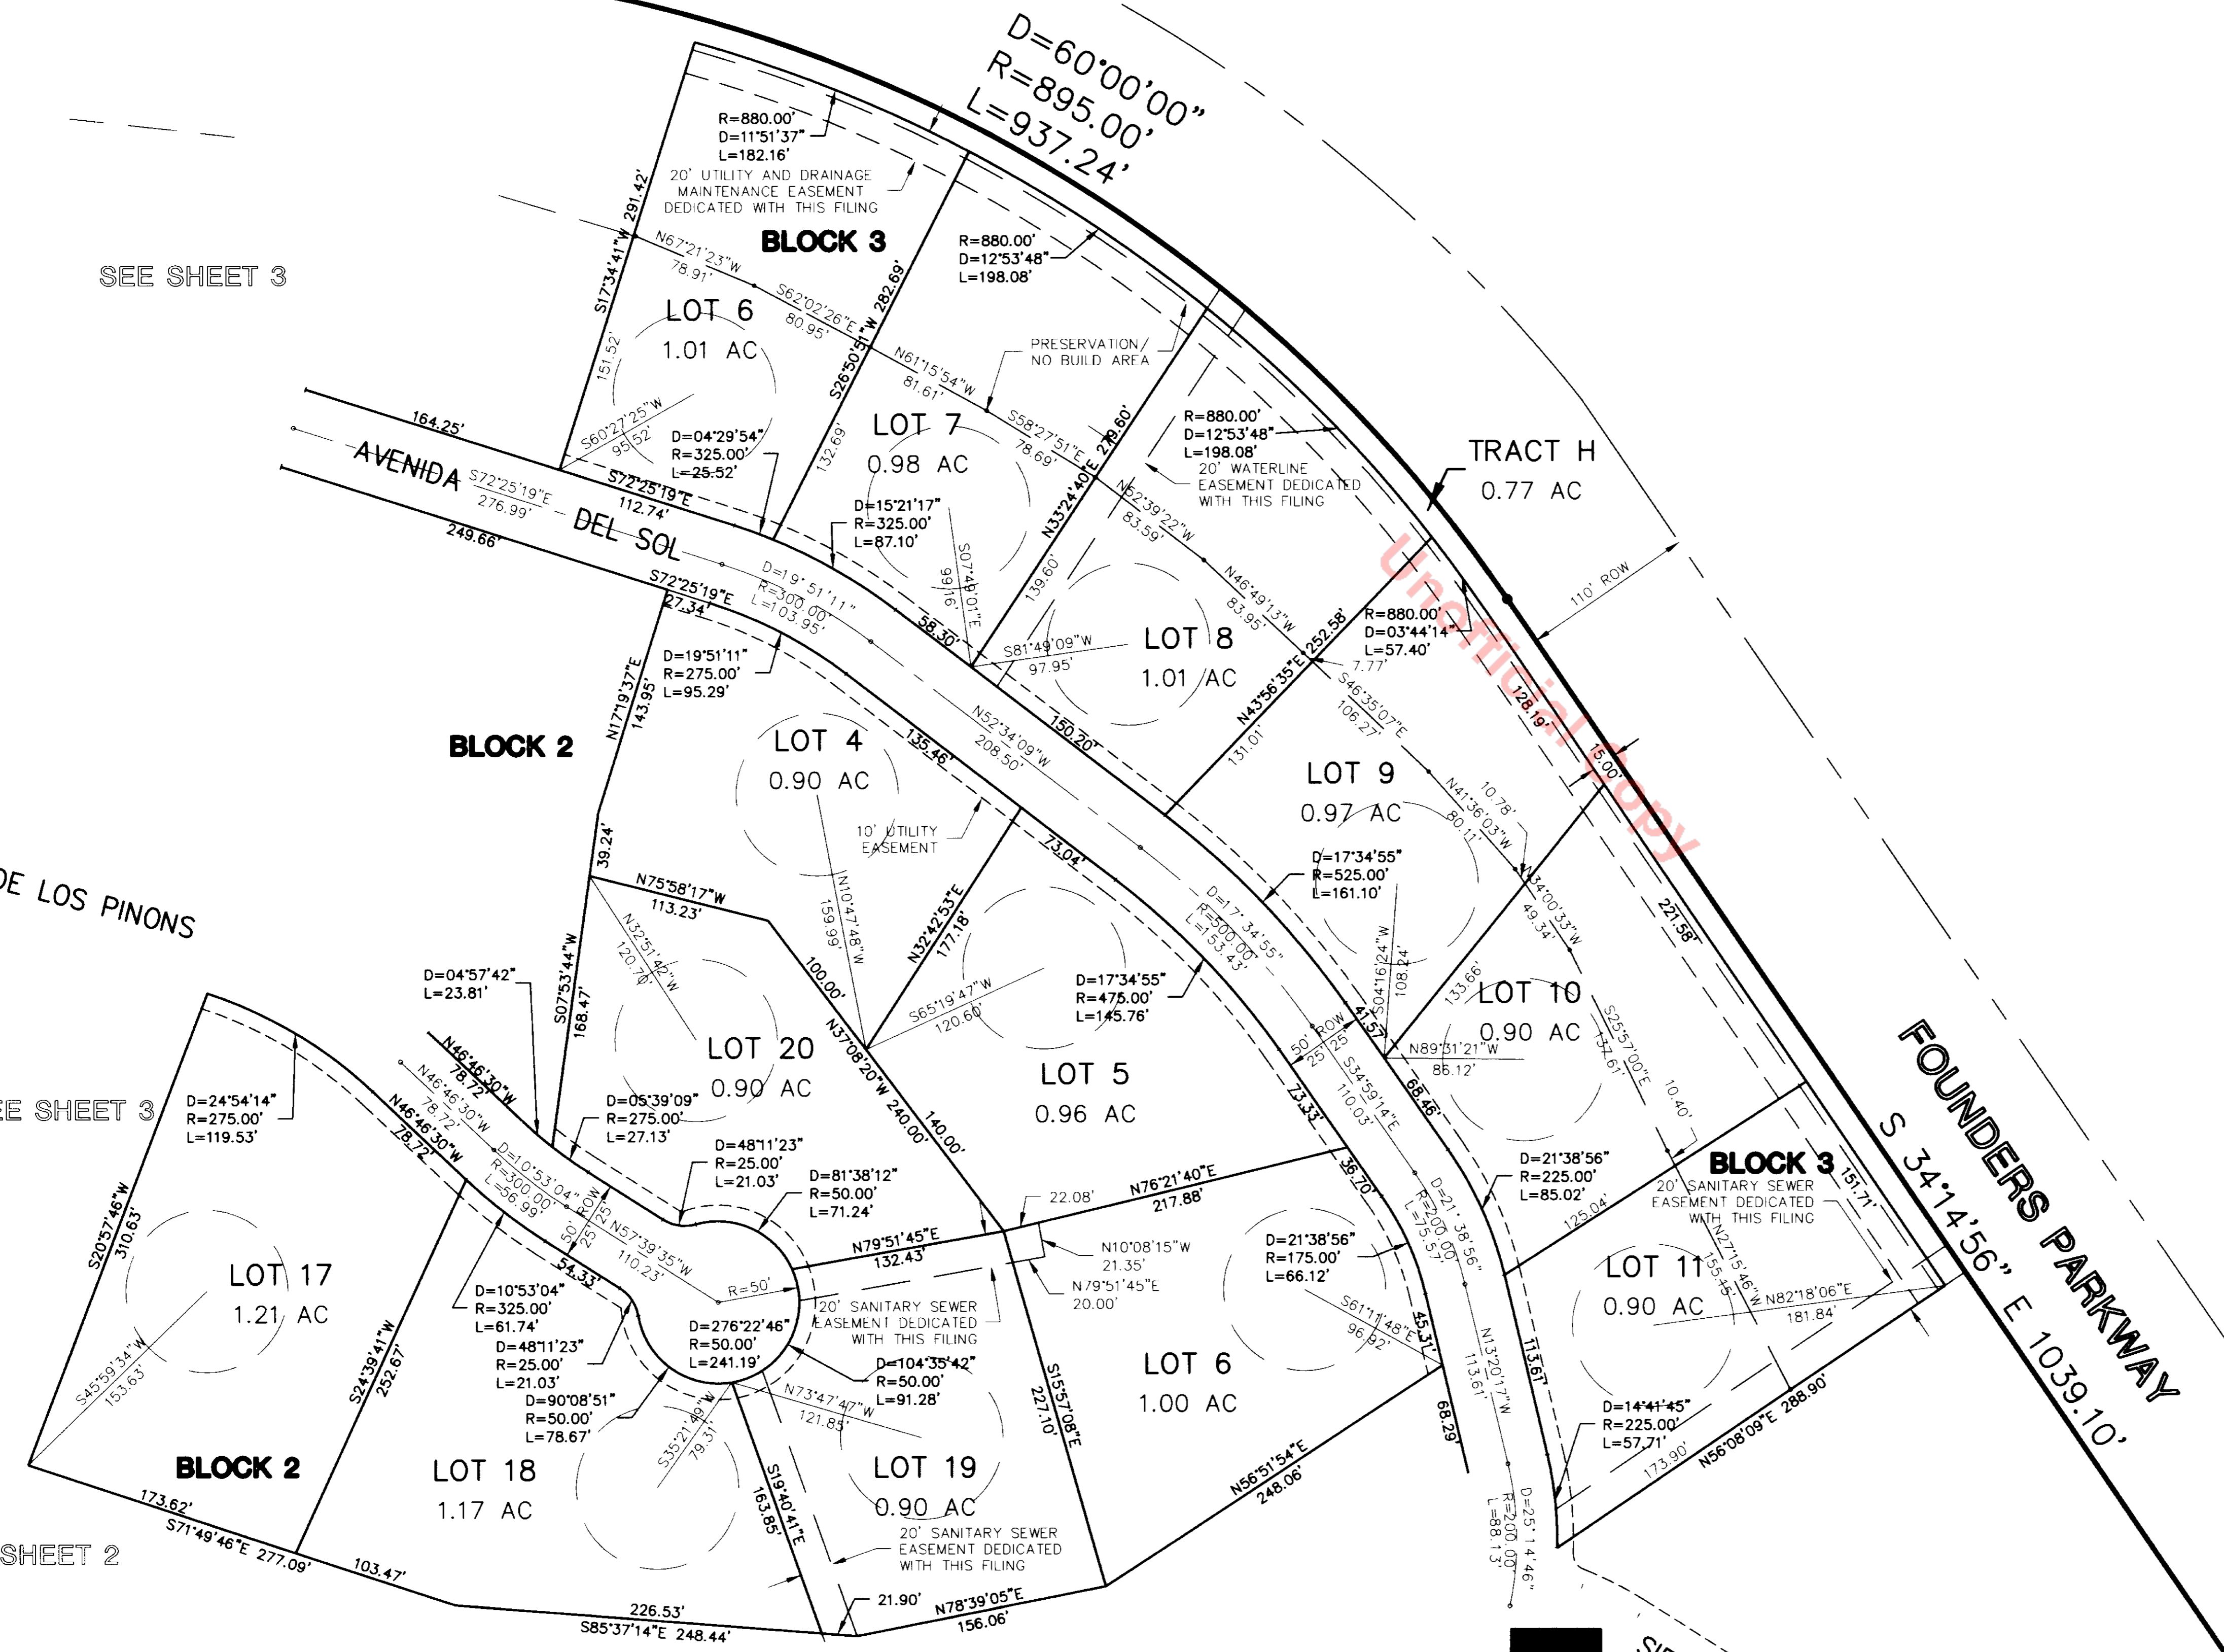 D=60°00'00"
R=895.00'
L=937.24'
R=880.00'
D=11°51'37"
L=182.16'
20' UTILITY AND DRAINAGE
MAINTENANCE EASEMENT
DEDICATED WITH THIS FILING
BLOCK 3
S17°34'41"W 291.42'
151.52'
N67°21'23"W
78.91'
S62°02'26"E
80.95'
LOT 6
1.01 AC
S60°27'25"W
95.52'
S26°50'51"W 282.69'
132.69'
R=880.00'
D=12°53'48"
L=198.08'
PRESERVATION/
NO BUILD AREA
N61°15'54"W
81.61'
S58°27'51"E
78.69'
LOT 7
0.98 AC
D=04°29'54"
R=325.00'
L=25.52'
D=15°21'17"
R=325.00'
L=87.10'
S07°49'01"E
99.16'
N33°24'40"E 279.60'
139.60'
R=880.00'
D=12°53'48"
L=198.08'
20' WATERLINE
EASEMENT DEDICATED
WITH THIS FILING
N52°39'22"W
83.59'
N46°49'13"W
83.95'
LOT 8
1.01 AC
S81°49'09"W
97.95'
TRACT H
0.77 AC
110' ROW
Unofficial Copy
SEE SHEET 3
164.25'
AVENIDA DEL SOL
S72°25'19"E
276.99'
249.66'
S72°25'19"E
112.74'
S72°25'19"E
27.34'
D=19°51'11"
R=300.00'
L=103.95'
58.30'
D=19°51'11"
R=275.00'
L=95.29'
N17°19'37"E
143.95'
BLOCK 2
39.24'
LOT 4
0.90 AC
135.46'
N52°34'09"W
208.50'
150.20'
10' UTILITY
EASEMENT
73.04'
N43°56'35"E 252.58'
131.01'
R=880.00'
D=03°44'14"
L=57.40'
7.77'
S46°35'07"E
106.27'
128.19'
15.00'
LOT 9
0.97 AC
N41°36'03"W
80.11'
10.78'
N34°00'33"W
49.34'
D=17°34'55"
R=525.00'
L=161.10'
D=17°34'55"
R=500.00'
L=153.43'
S04°16'24"W
108.24'
133.66'
221.58'
LOT 10
0.90 AC
N89°31'21"W
86.12'
S25°57'00"E
137.61'
10.40'
41.57'
50' ROW
25' 25'
S34°59'14"E
110.03'
68.46'
DE LOS PINONS
N75°58'17"W
113.23'
N10°47'48"W
159.99'
N32°42'53"E
177.18'
N32°51'42"W
120.70'
S07°53'44"W
168.47'
100.00'
N37°08'20"W 240.00'
140.00'
LOT 20
0.90 AC
S65°19'47"W
120.60'
D=17°34'55"
R=475.00'
L=145.76'
LOT 5
0.96 AC
73.33'
36.70'
D=04°57'42"
L=23.81'
N46°46'30"W
78.72'
N46°46'30"W
78.72'
N46°46'30"W
78.72'
EE SHEET 3
D=24°54'14"
R=275.00'
L=119.53'
D=05°39'09"
R=275.00'
L=27.13'
D=48°11'23"
R=25.00'
L=21.03'
D=81°38'12"
R=50.00'
L=71.24'
D=10°53'04"
R=300.00'
L=56.99'
50' ROW
25' 25'
N57°39'35"W
110.23'
54.33'
R=50'
N79°51'45"E
132.43'
22.08'
N76°21'40"E
217.88'
N10°08'15"W
21.35'
N79°51'45"E
20.00'
20' SANITARY SEWER
EASEMENT DEDICATED
WITH THIS FILING
D=21°38'56"
R=225.00'
L=85.02'
D=21°38'56"
R=200.00'
L=75.57'
D=21°38'56"
R=175.00'
L=66.12'
125.04'
BLOCK 3
20' SANITARY SEWER
EASEMENT DEDICATED
WITH THIS FILING
151.71'
N27°15'46"W
155.45'
N82°18'06"E
181.84'
LOT 11
0.90 AC
FOUNDERS PARKWAY
S 34°14'56" E 1039.10'
S20°57'46"W
310.63'
LOT 17
1.21 AC
S45°59'34"W
153.63'
S24°39'41"W
252.67'
D=10°53'04"
R=325.00'
L=61.74'
D=48°11'23"
R=25.00'
L=21.03'
D=90°08'51"
R=50.00'
L=78.67'
D=276°22'46"
R=50.00'
L=241.19'
D=104°35'42"
R=50.00'
L=91.28'
S35°21'49"W
79.31'
N73°47'47"W
121.85'
LOT 6
1.00 AC
S61°11'48"E
96.92'
45.31'
68.29'
N13°20'17"W
113.61'
113.61'
D=14°41'45"
R=225.00'
L=57.71'
173.90'
N56°08'09"E 288.90'
D=25°14'46"
R=200.00'
L=88.13'
S15°57'08"E
227.10'
N56°51'54"E
248.06'
BLOCK 2
LOT 18
1.17 AC
S19°40'41"E
163.85'
LOT 19
0.90 AC
20' SANITARY SEWER
EASEMENT DEDICATED
WITH THIS FILING
173.62'
S71°49'46"E 277.09'
103.47'
SHEET 2
226.53'
S85°37'14"E 248.44'
21.90'
N78°39'05"E
156.06'